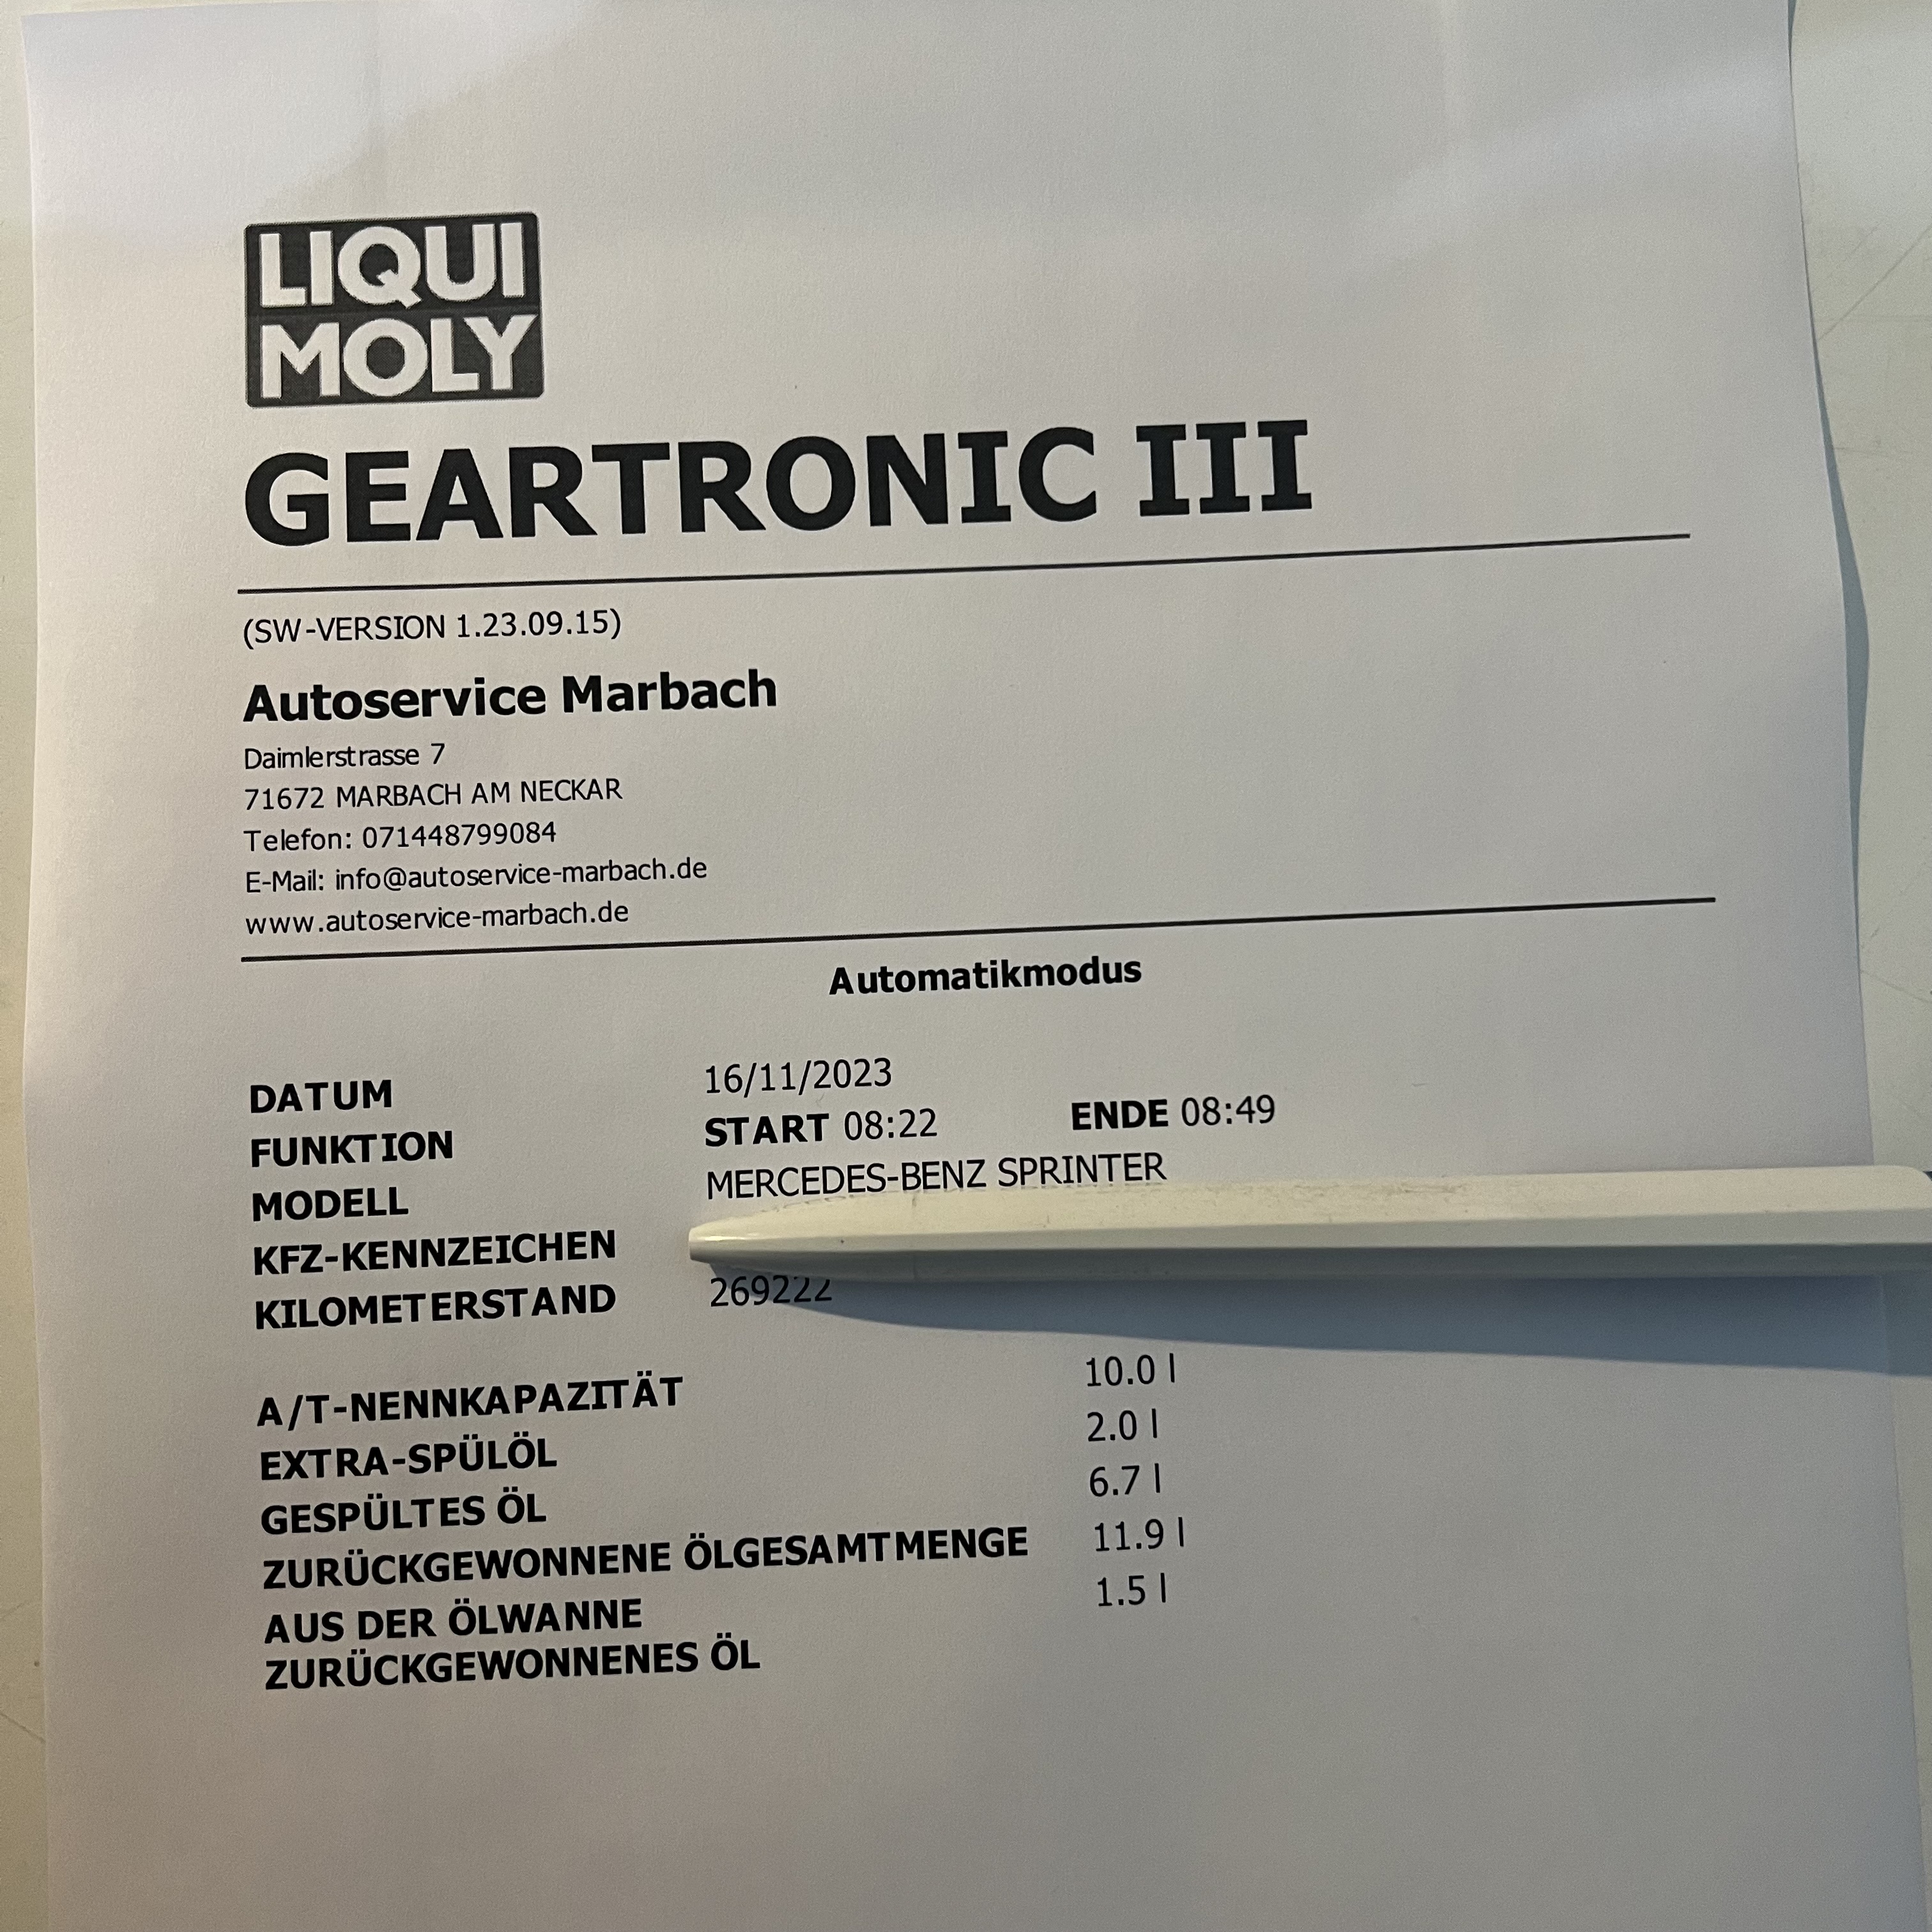 LIQUI
MOLY
GEARTRONIC III
(SW-VERSION 1.23.09.15)
Autoservice Marbach
Daimlerstrasse 7
71672 MARBACH AM NECKAR
Telefon: 071448799084
E-Mail: info@autoservice-marbach.de
www.autoservice-marbach.de
Automatikmodus
DATUM 16/11/2023
FUNKTION START 08:22 ENDE 08:49
MODELL MERCEDES-BENZ SPRINTER
KFZ-KENNZEICHEN
KILOMETERSTAND 269222
A/T-NENNKAPAZITÄT 10.0 l
EXTRA-SPÜLÖL 2.0 l
GESPÜLTES ÖL 6.7 l
ZURÜCKGEWONNENE ÖLGESAMTMENGE 11.9 l
AUS DER ÖLWANNE 1.5 l
ZURÜCKGEWONNENES ÖL